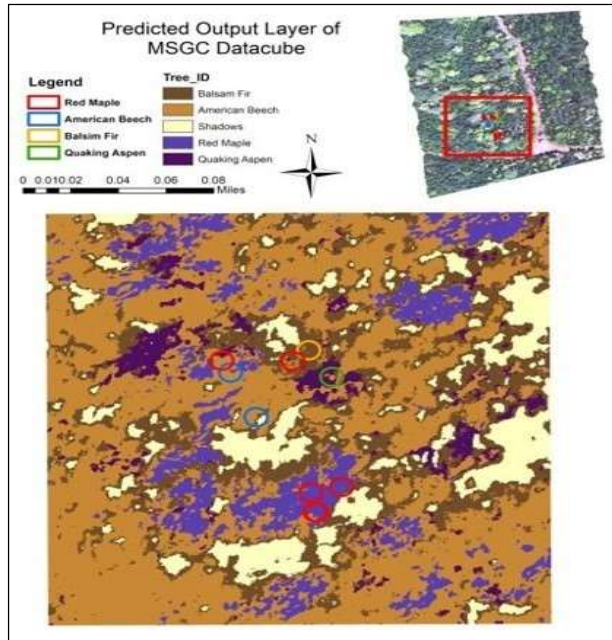 Predicted Output Layer of
MSGC Datacube
Legend
Red Maple
American Beech
Balsim Fir
Quaking Aspen
Tree_ID
Balsam Fir
American Beech
Shadows
Red Maple
Quaking Aspen
N
0 0.010.02 0.04 0.06 0.08
Miles